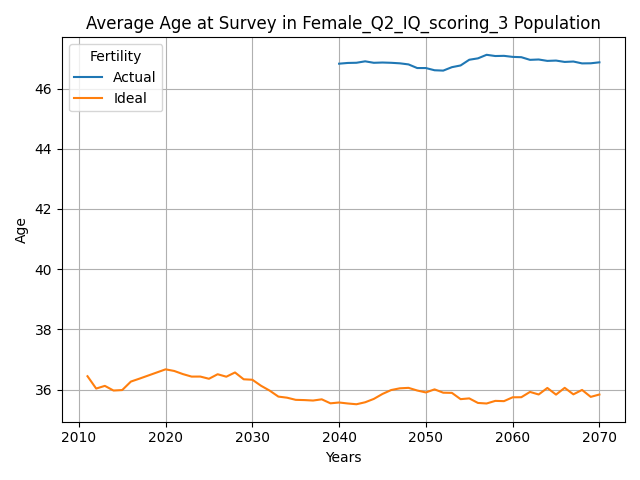 Average Age at Survey in Female_Q2_IQ_scoring_3 Population
Fertility
Actual
Ideal
46
44
42
40
38
36
Age
2010 2020 2030 2040 2050 2060 2070
Years